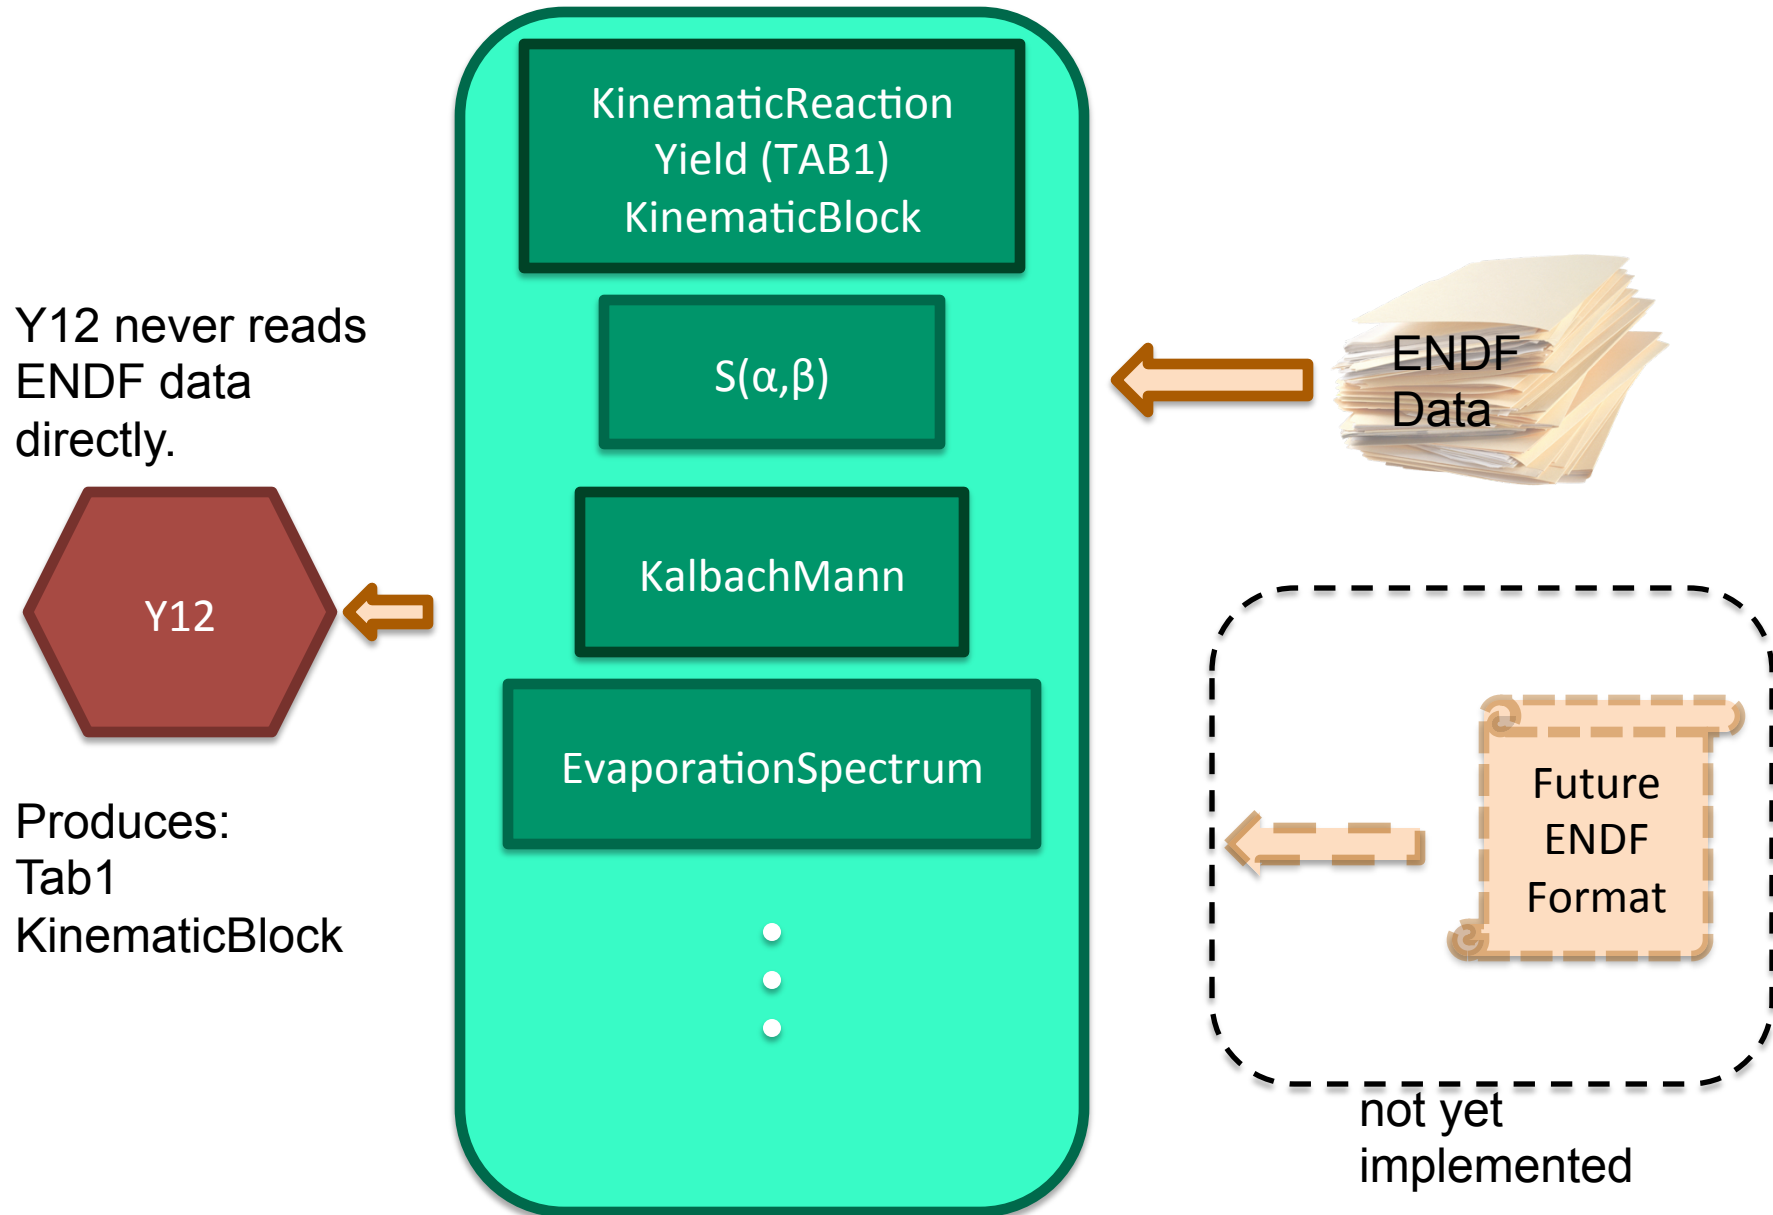 KinematicReaction
Yield (TAB1)
KinematicBlock
Y12 never reads
ENDF data
directly.
S(α,β)
ENDF
Data
KalbachMann
Y12
EvaporationSpectrum
Future
ENDF
Format
Produces:
Tab1
KinematicBlock
not yet
implemented